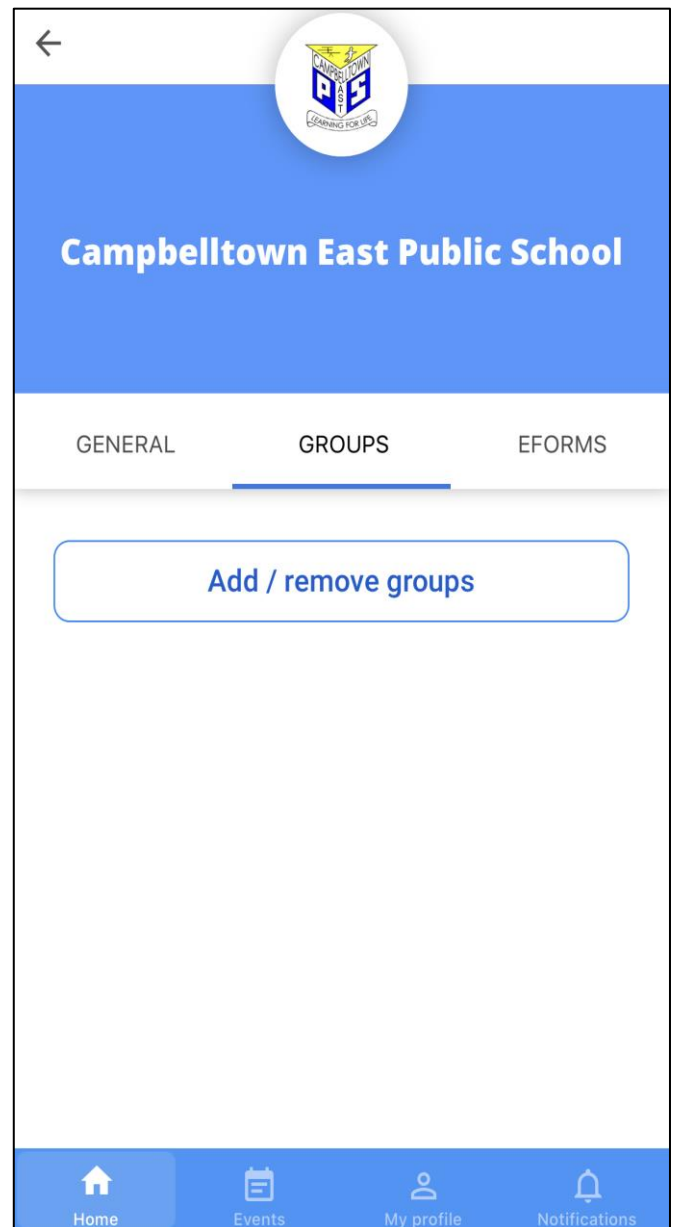 CAMPBELLTOWN
EAST
PS
LEARNING FOR LIFE
Campbelltown East Public School
GENERAL GROUPS EFORMS
Add / remove groups
Home Events My profile Notifications